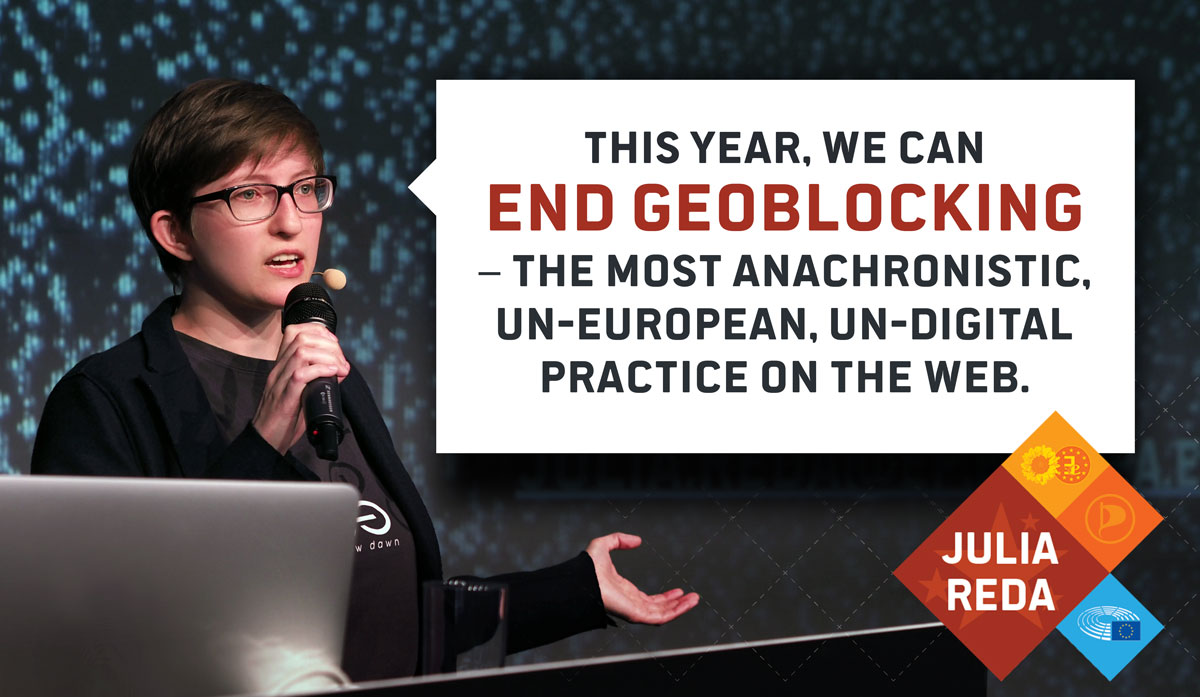 THIS YEAR, WE CAN
END GEOBLOCKING
– THE MOST ANACHRONISTIC,
UN-EUROPEAN, UN-DIGITAL
PRACTICE ON THE WEB.
dawn
JULIA
REDA